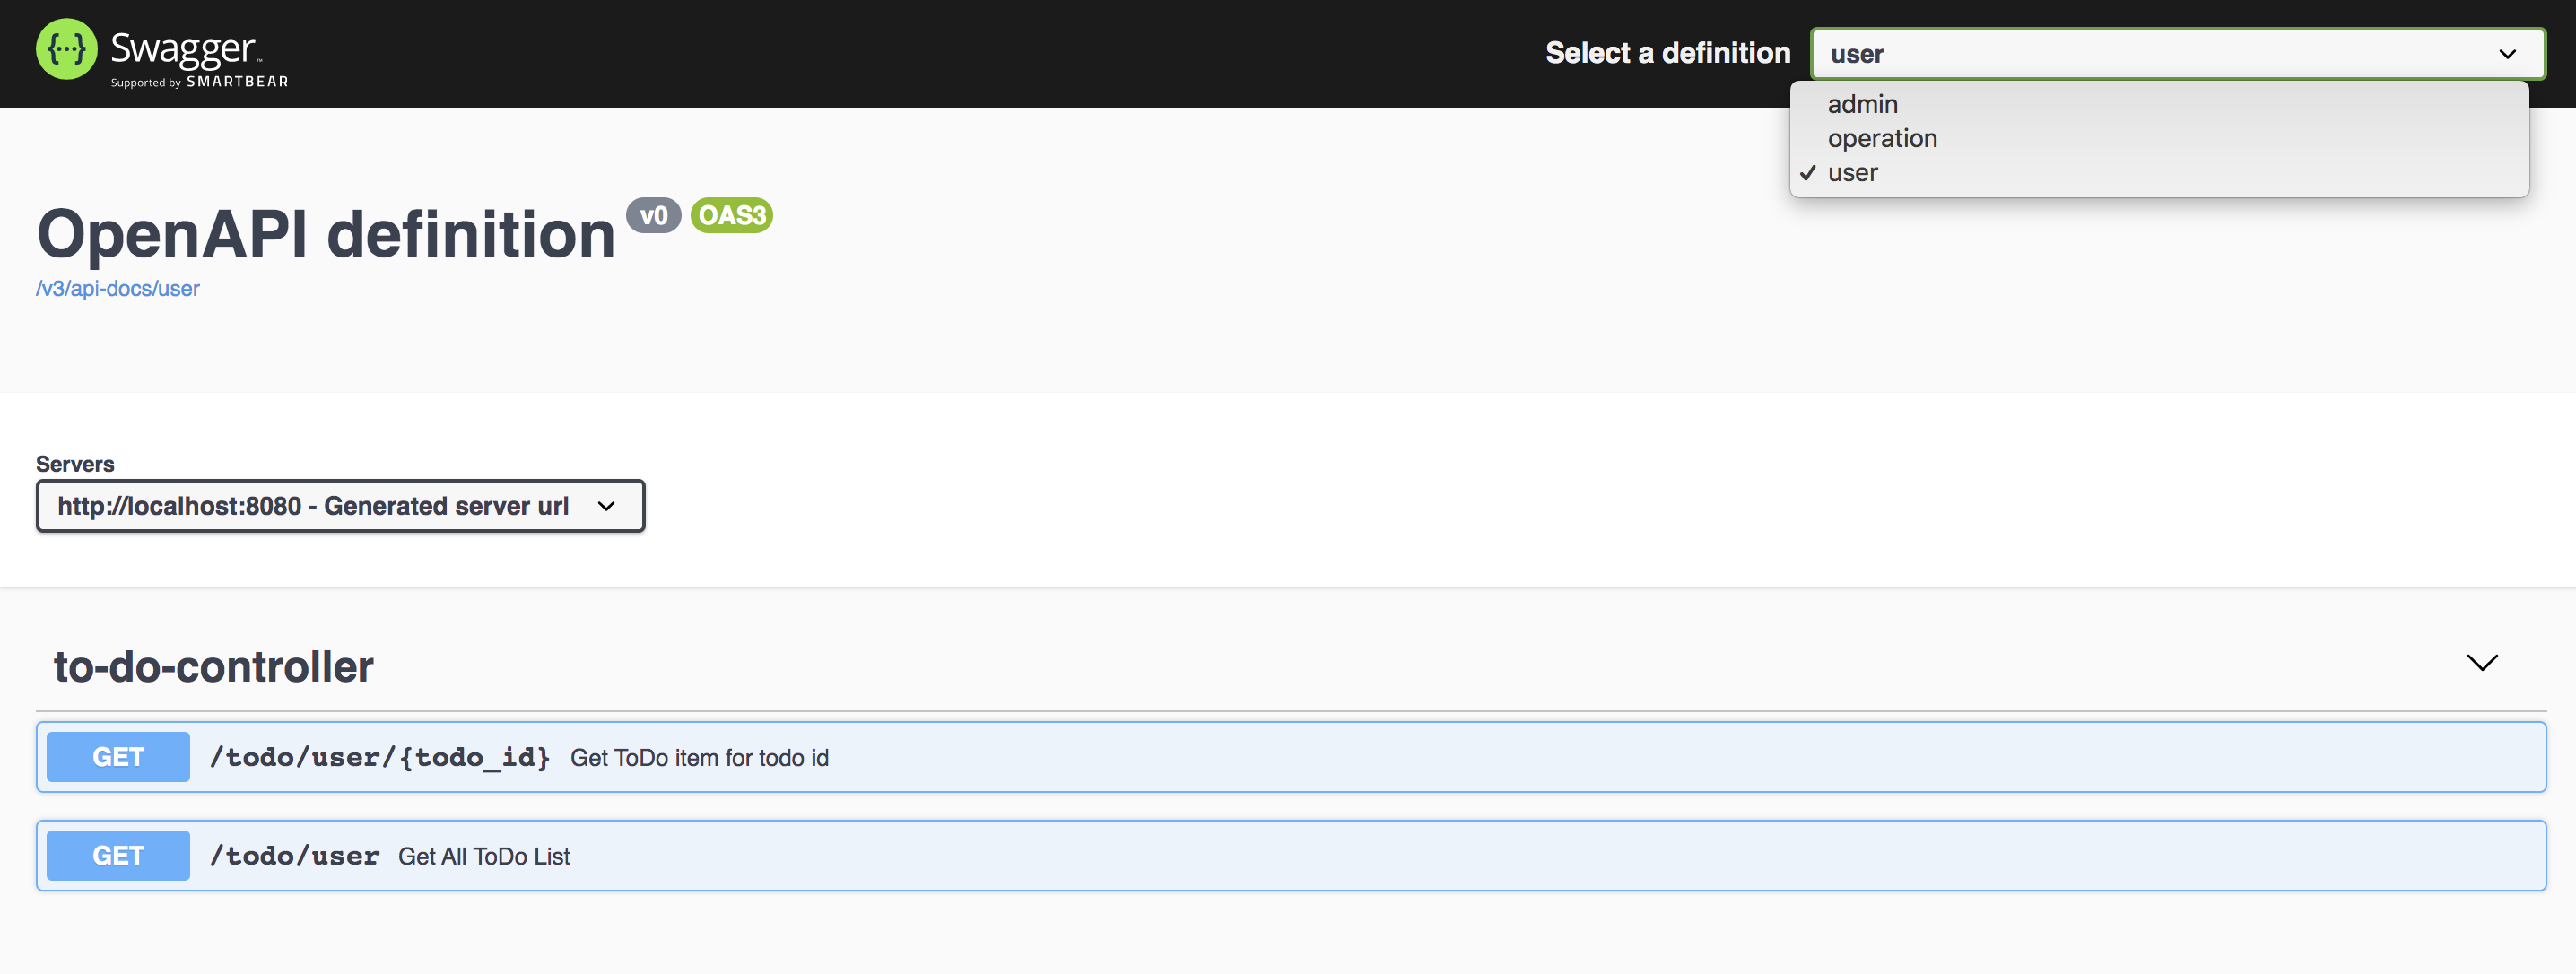 {···} Swagger™
Supported by SMARTBEAR
Select a definition
user
admin
operation
✓ user
OpenAPI definition v0 OAS3
/v3/api-docs/user
Servers
http://localhost:8080 - Generated server url
to-do-controller
GET /todo/user/{todo_id} Get ToDo item for todo id
GET /todo/user Get All ToDo List